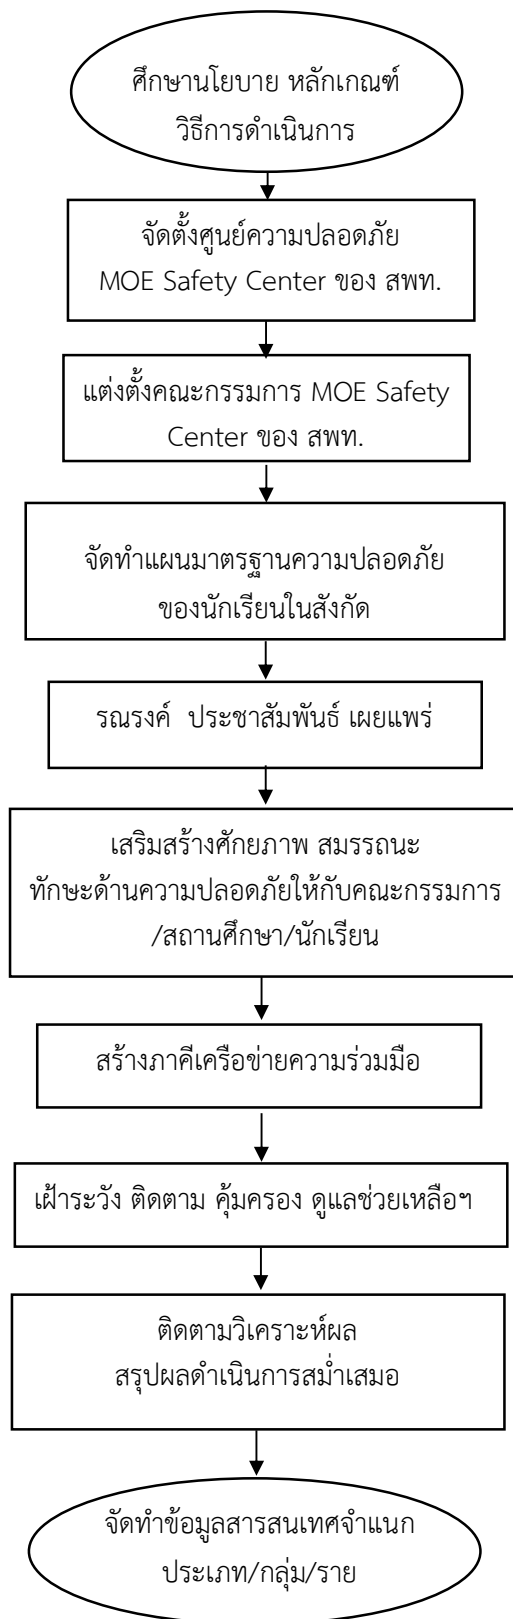 ศึกษานโยบาย หลักเกณฑ์
วิธีการดำเนินการ
จัดตั้งศูนย์ความปลอดภัย
MOE Safety Center ของ สพท.
แต่งตั้งคณะกรรมการ MOE Safety
Center ของ สพท.
จัดทำแผนมาตรฐานความปลอดภัย
ของนักเรียนในสังกัด
รณรงค์ ประชาสัมพันธ์ เผยแพร่
เสริมสร้างศักยภาพ สมรรถนะ
ทักษะด้านความปลอดภัยให้กับคณะกรรมการ
/สถานศึกษา/นักเรียน
สร้างภาคีเครือข่ายความร่วมมือ
เฝ้าระวัง ติดตาม คุ้มครอง ดูแลช่วยเหลือฯ
ติดตามวิเคราะห์ผล
สรุปผลดำเนินการสม่ำเสมอ
จัดทำข้อมูลสารสนเทศจำแนก
ประเภท/กลุ่ม/ราย